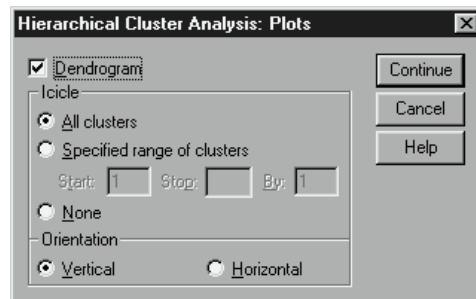 Hierarchical Cluster Analysis: Plots
Dendrogram
Continue
Icicle
All clusters
Cancel
Specified range of clusters
Help
Start: 1 Stop: By: 1
None
Orientation
Vertical Horizontal